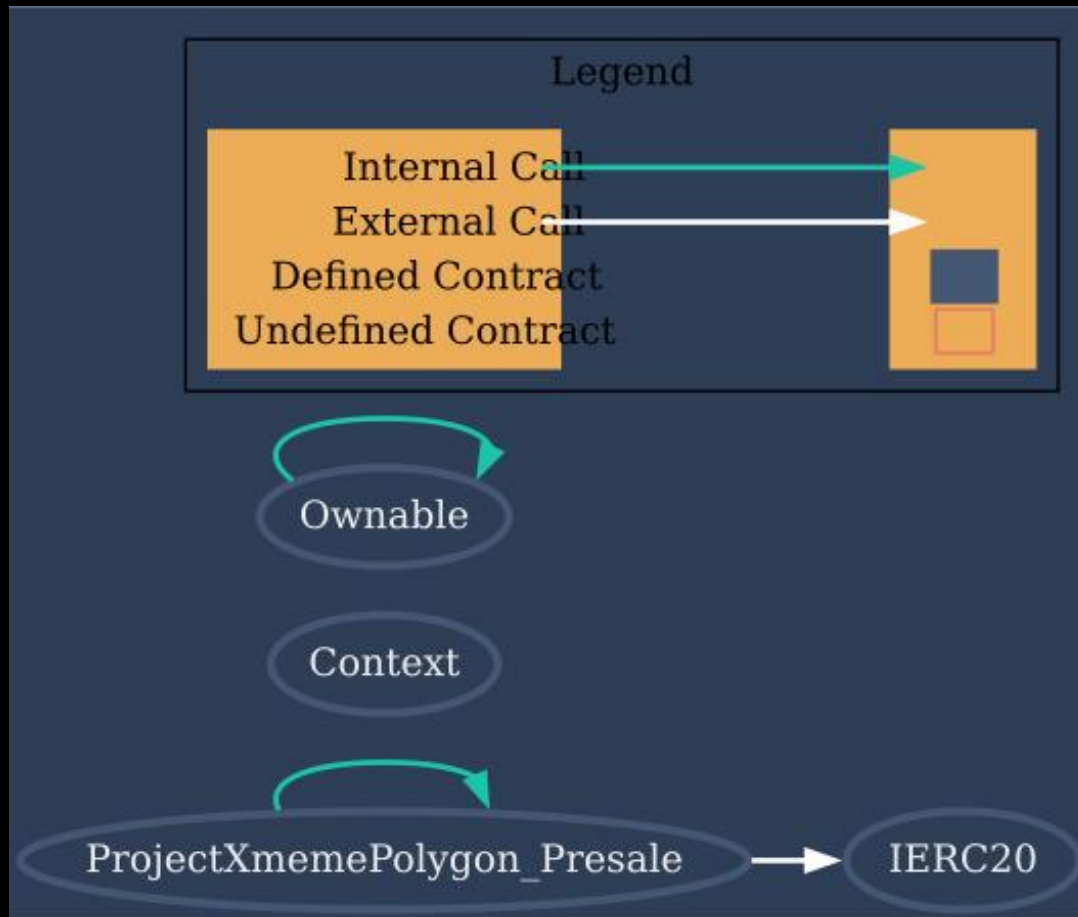 Legend
Internal Call
External Call
Defined Contract
Undefined Contract
Ownable
Context
ProjectXmemePolygon_Presale
IERC20